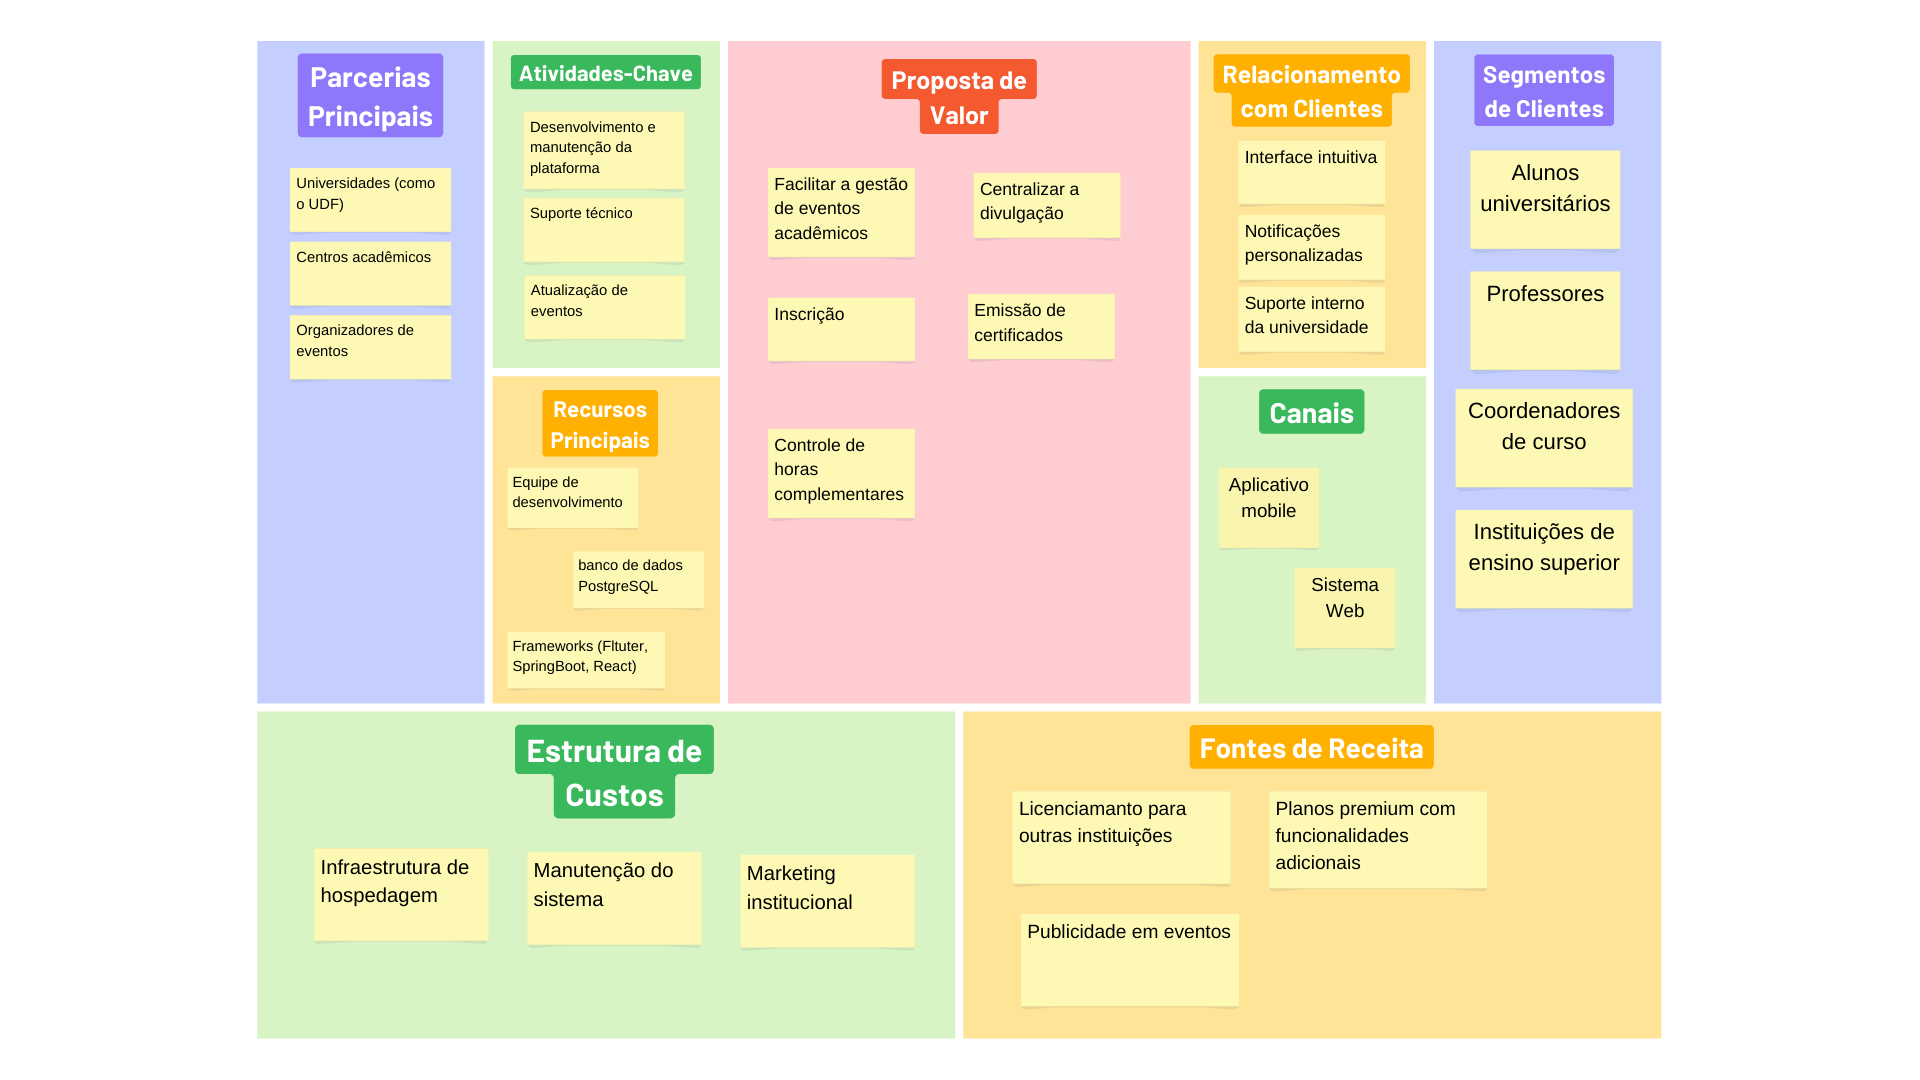 Parcerias
Principais
Universidades (como
o UDF)
Centros acadêmicos
Organizadores de
eventos
Atividades-Chave
Desenvolvimento e
manutenção da
plataforma
Suporte técnico
Atualização de
eventos
Recursos
Principais
Equipe de
desenvolvimento
banco de dados
PostgreSQL
Frameworks (Fltuter,
SpringBoot, React)
Proposta de
Valor
Facilitar a gestão
de eventos
acadêmicos
Centralizar a
divulgação
Inscrição
Emissão de
certificados
Controle de
horas
complementares
Relacionamento
com Clientes
Interface intuitiva
Notificações
personalizadas
Suporte interno
da universidade
Canais
Aplicativo
mobile
Sistema
Web
Segmentos
de Clientes
Alunos
universitários
Professores
Coordenadores
de curso
Instituições de
ensino superior
Estrutura de
Custos
Infraestrutura de
hospedagem
Manutenção do
sistema
Marketing
institucional
Fontes de Receita
Licenciamanto para
outras instituições
Planos premium com
funcionalidades
adicionais
Publicidade em eventos